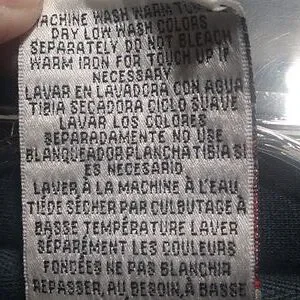 MACHINE WASH WARM
DRY LOW WASH COLORS
SEPARATELY DO NOT BLEACH
WARM IRON FOR TOUCH UP IF
NECESSARY
LAVAR EN LAVADORA CON AGUA
TIBIA SECADORA CICLO SUAVE
LAVAR LOS COLORES
SEPARADAMENTE NO USE
BLANQUEADOR PLANCHA TIBIA SI
ES NECESARIO
LAVER À LA MACHINE À L'EAU
TIÈDE SÉCHER PAR CULBUTAGE À
BASSE TEMPÉRATURE LAVER
SÉPARÉMENT LES COULEURS
FONCÉES NE PAS BLANCHIR
REPASSER, AU BESOIN, À BASSE